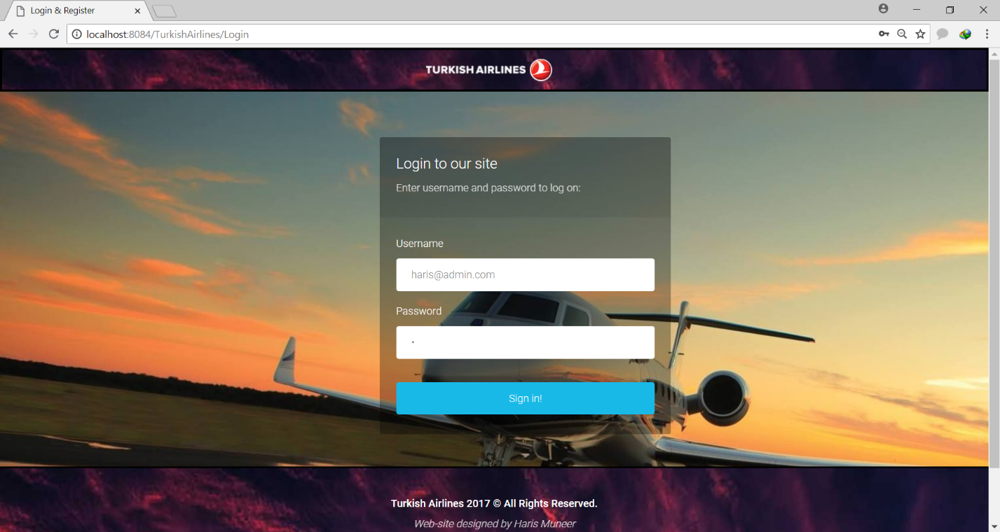 Login & Register
localhost:8084/TurkishAirlines/Login
TURKISH AIRLINES
Login to our site
Enter username and password to log on:
Username
haris@admin.com
Password
Sign in!
Turkish Airlines 2017 © All Rights Reserved.
Web-site designed by Haris Muneer